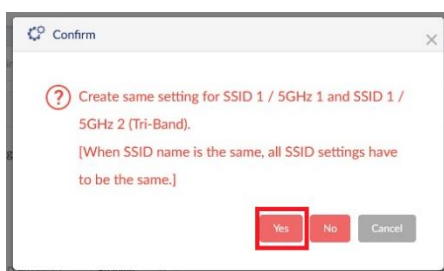 Confirm
Create same setting for SSID 1 / 5GHz 1 and SSID 1 /
5GHz 2 (Tri-Band).
[When SSID name is the same, all SSID settings have
to be the same.]
Yes No Cancel